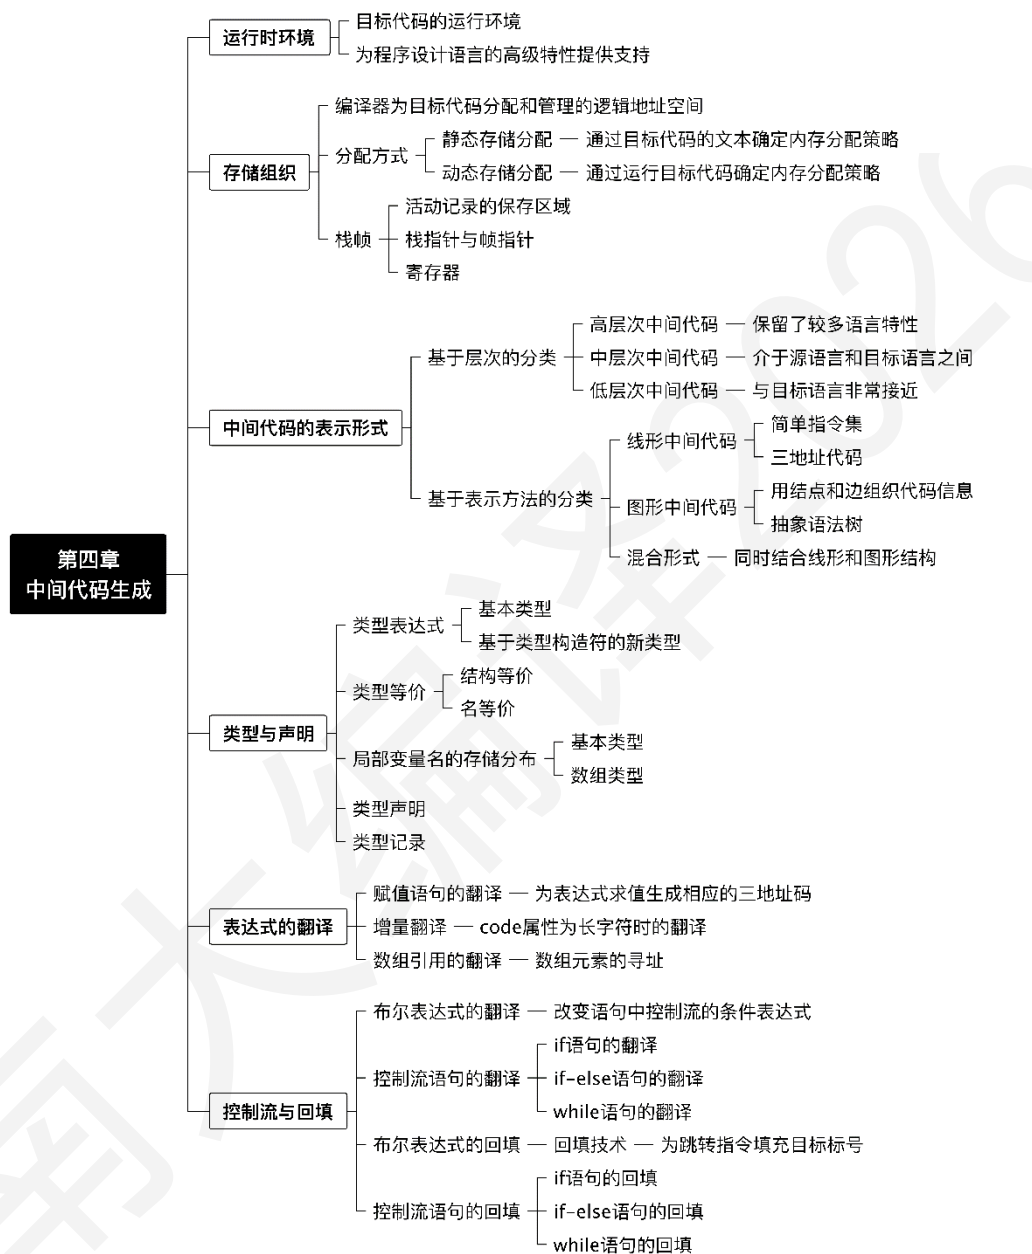 运行时环境
目标代码的运行环境
为程序设计语言的高级特性提供支持
存储组织
编译器为目标代码分配和管理的逻辑地址空间
分配方式
静态存储分配
通过目标代码的文本确定内存分配策略
动态存储分配
通过运行目标代码确定内存分配策略
栈帧
活动记录的保存区域
栈指针与帧指针
寄存器
中间代码的表示形式
基于层次的分类
高层次中间代码
保留了较多语言特性
中层次中间代码
介于源语言和目标语言之间
低层次中间代码
与目标语言非常接近
基于表示方法的分类
线形中间代码
简单指令集
三地址代码
图形中间代码
用结点和边组织代码信息
抽象语法树
混合形式
同时结合线形和图形结构
第四章
中间代码生成
类型与声明
类型表达式
基本类型
基于类型构造符的新类型
类型等价
结构等价
名等价
局部变量名的存储分布
基本类型
数组类型
类型声明
类型记录
表达式的翻译
赋值语句的翻译
为表达式求值生成相应的三地址码
增量翻译
code属性为长字符时的翻译
数组引用的翻译
数组元素的寻址
控制流与回填
布尔表达式的翻译
改变语句中控制流的条件表达式
控制流语句的翻译
if语句的翻译
if-else语句的翻译
while语句的翻译
布尔表达式的回填
回填技术
为跳转指令填充目标标号
控制流语句的回填
if语句的回填
if-else语句的回填
while语句的回填
南大编译2026